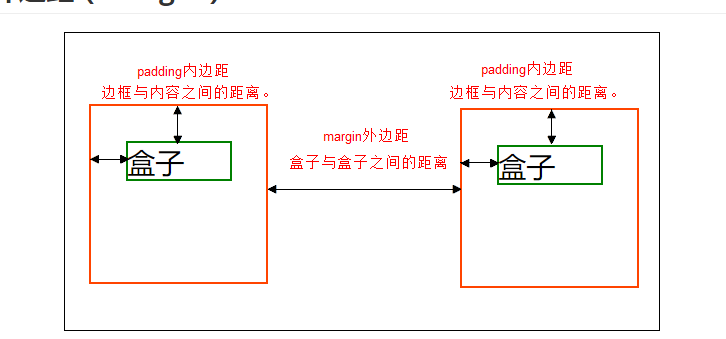 padding内边距
边框与内容之间的距离。
padding内边距
边框与内容之间的距离。
margin外边距
盒子与盒子之间的距离
盒子
盒子